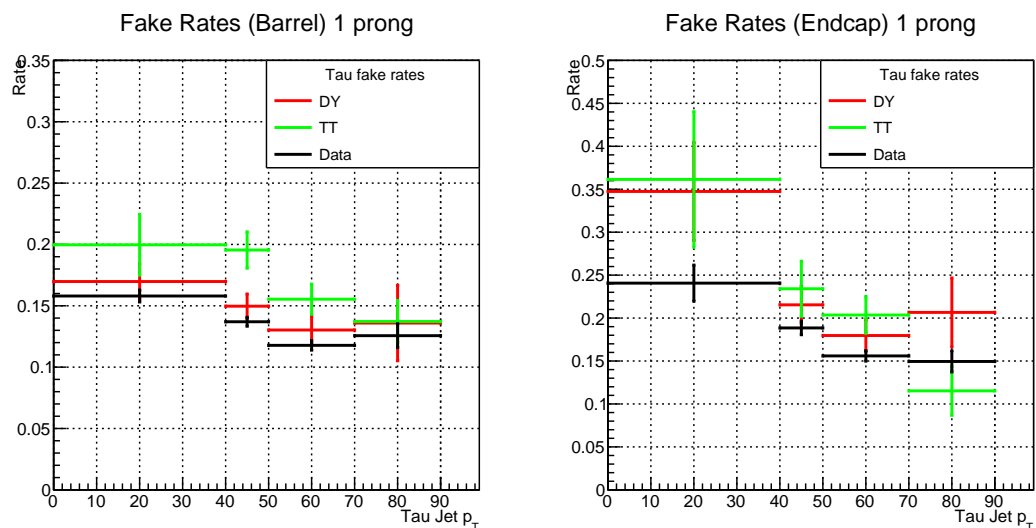 Fake Rates (Barrel) 1 prong
Rate
0.35
0.3
0.25
0.2
0.15
0.1
0.05
0
Tau fake rates
DY
TT
Data
0 10 20 30 40 50 60 70 80 90
Tau Jet p_T
Fake Rates (Endcap) 1 prong
Rate
0.5
0.45
0.4
0.35
0.3
0.25
0.2
0.15
0.1
0.05
0
Tau fake rates
DY
TT
Data
0 10 20 30 40 50 60 70 80 90
Tau Jet p_T